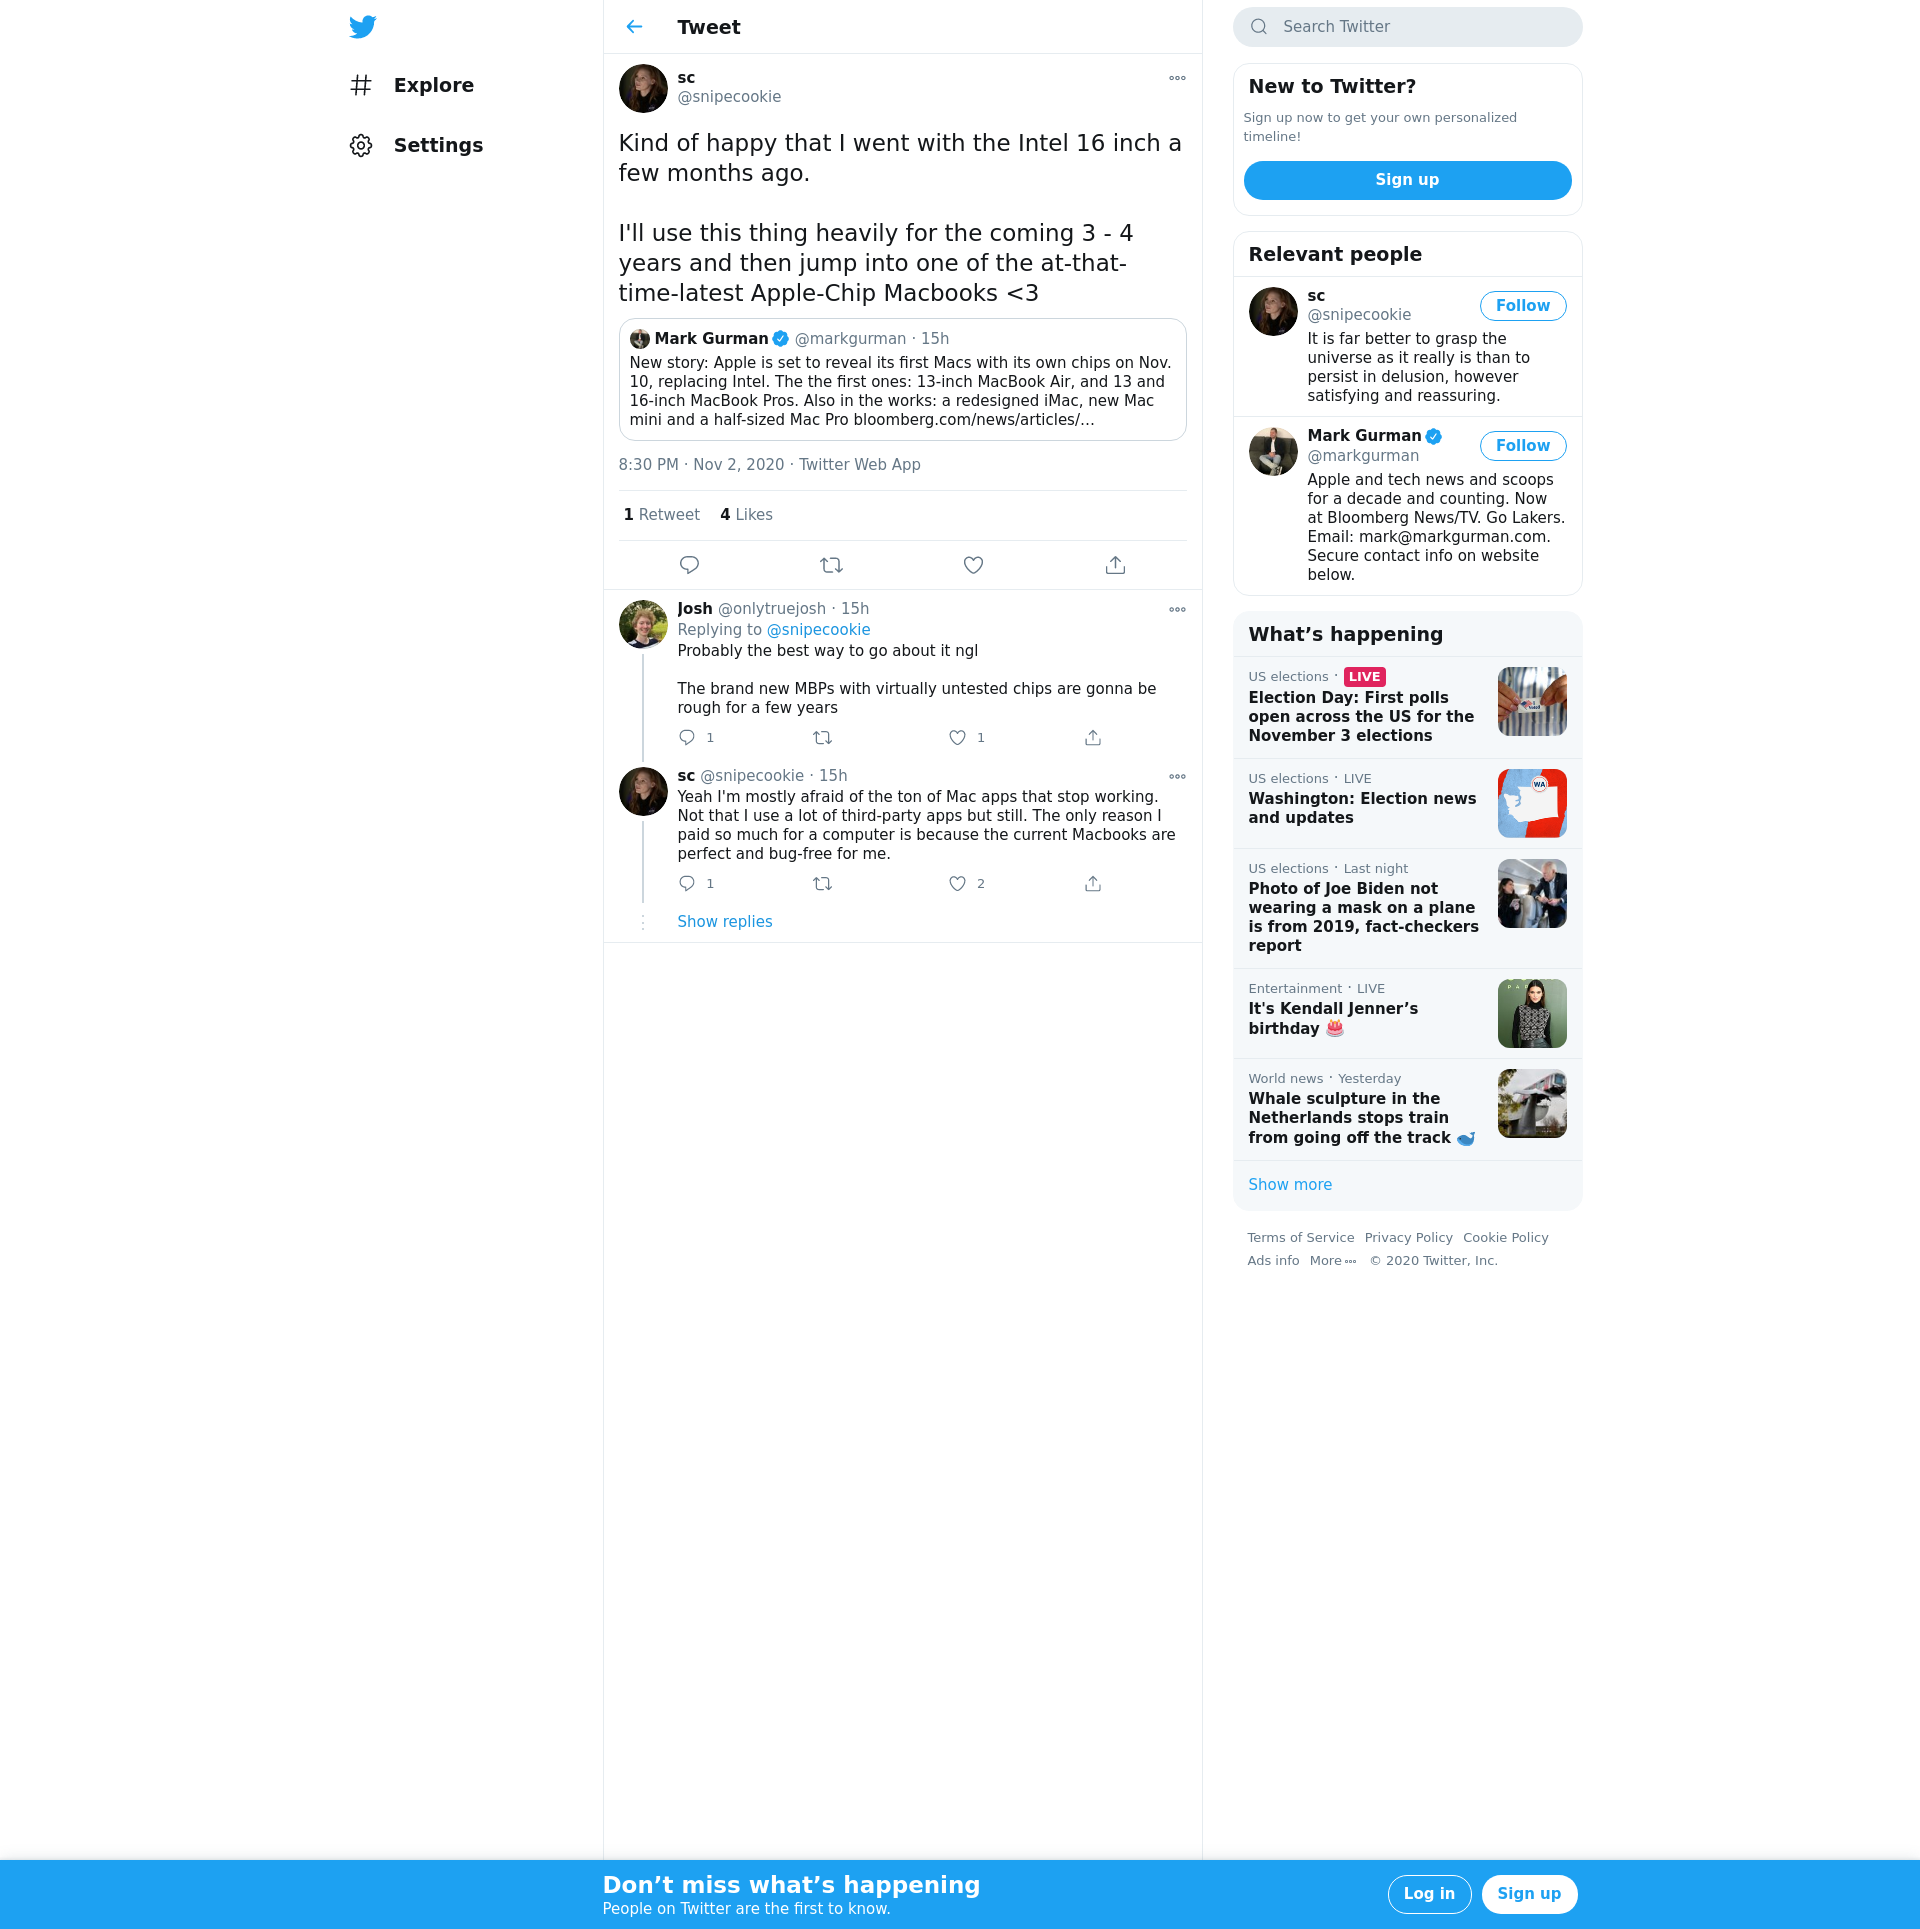 Explore
Settings
Tweet
sc
@snipecookie
Kind of happy that I went with the Intel 16 inch a
few months ago.
I'll use this thing heavily for the coming 3 - 4
years and then jump into one of the at-that-
time-latest Apple-Chip Macbooks <3
Mark Gurman @markgurman · 15h
New story: Apple is set to reveal its first Macs with its own chips on Nov.
10, replacing Intel. The the first ones: 13-inch MacBook Air, and 13 and
16-inch MacBook Pros. Also in the works: a redesigned iMac, new Mac
mini and a half-sized Mac Pro bloomberg.com/news/articles/…
8:30 PM · Nov 2, 2020 · Twitter Web App
1 Retweet 4 Likes
Josh @onlytruejosh · 15h
Replying to @snipecookie
Probably the best way to go about it ngl
The brand new MBPs with virtually untested chips are gonna be
rough for a few years
1 1
sc @snipecookie · 15h
Yeah I'm mostly afraid of the ton of Mac apps that stop working.
Not that I use a lot of third-party apps but still. The only reason I
paid so much for a computer is because the current Macbooks are
perfect and bug-free for me.
1 2
Show replies
Search Twitter
New to Twitter?
Sign up now to get your own personalized
timeline!
Sign up
Relevant people
sc
@snipecookie
Follow
It is far better to grasp the
universe as it really is than to
persist in delusion, however
satisfying and reassuring.
Mark Gurman
@markgurman
Follow
Apple and tech news and scoops
for a decade and counting. Now
at Bloomberg News/TV. Go Lakers.
Email: mark@markgurman.com.
Secure contact info on website
below.
What’s happening
US elections · LIVE
Election Day: First polls
open across the US for the
November 3 elections
US elections · LIVE
Washington: Election news
and updates
WA
US elections · Last night
Photo of Joe Biden not
wearing a mask on a plane
is from 2019, fact-checkers
report
Entertainment · LIVE
It's Kendall Jenner’s
birthday 🎂
World news · Yesterday
Whale sculpture in the
Netherlands stops train
from going off the track 🐋
Show more
Terms of Service Privacy Policy Cookie Policy
Ads info More © 2020 Twitter, Inc.
Don’t miss what’s happening
People on Twitter are the first to know.
Log in
Sign up